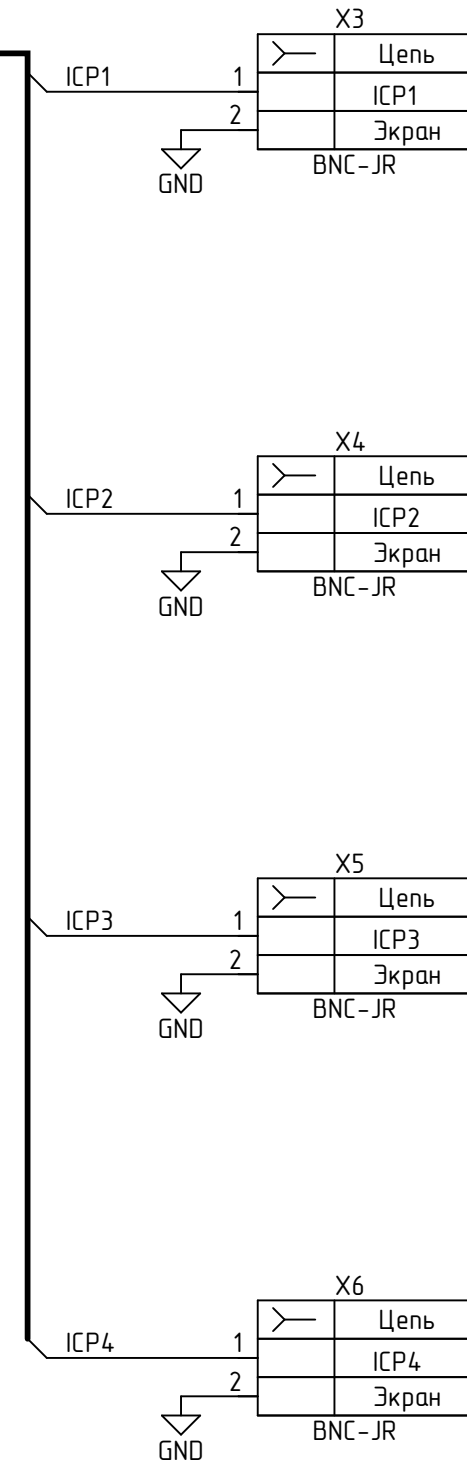 X3
Цепь
ICP1 1 ICP1
2 Экран
GND BNC-JR
X4
Цепь
ICP2 1 ICP2
2 Экран
GND BNC-JR
X5
Цепь
ICP3 1 ICP3
2 Экран
GND BNC-JR
X6
Цепь
ICP4 1 ICP4
2 Экран
GND BNC-JR